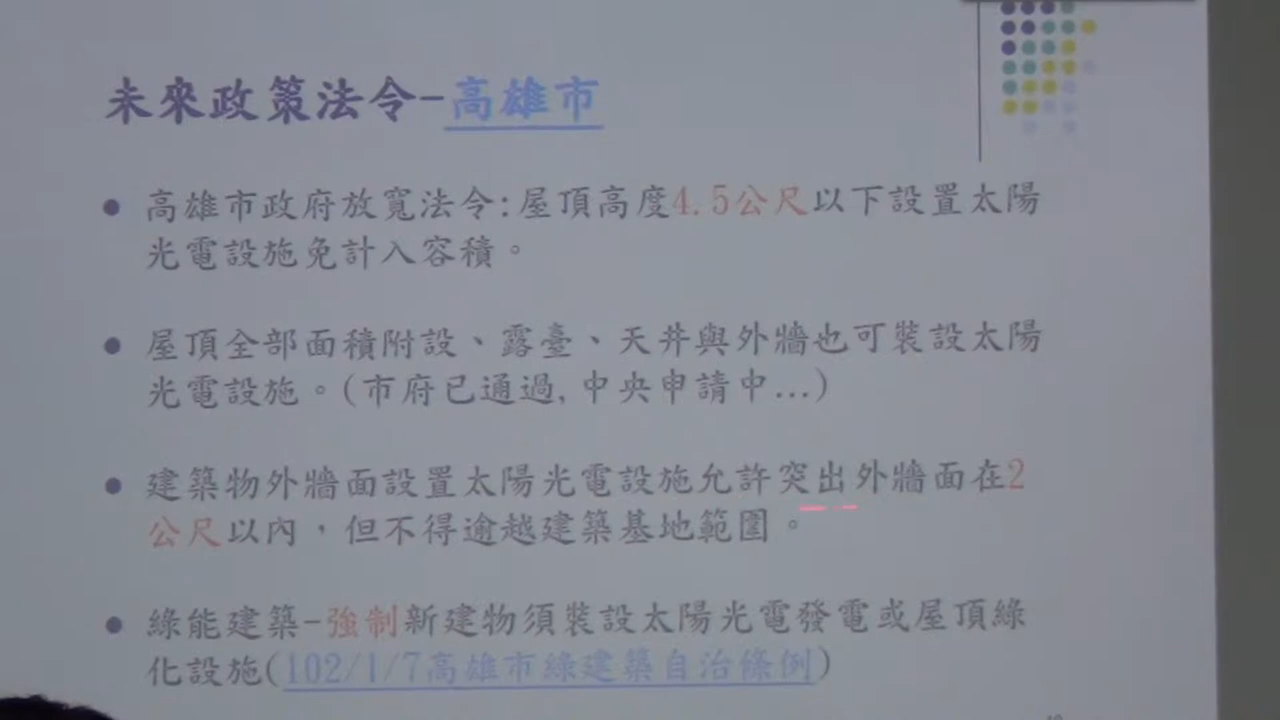 未來政策法令-高雄市
高雄市政府放寬法令:屋頂高度4.5公尺以下設置太陽
光電設施免計入容積。
屋頂全部面積附設、露臺、天井與外牆也可裝設太陽
光電設施。(市府已通過,中央申請中...)
建築物外牆面設置太陽光電設施允許突出外牆面在2
公尺以內，但不得逾越建築基地範圍。
綠能建築-強制新建物須裝設太陽光電發電或屋頂綠
化設施(102/1/7高雄市綠建築自治條例)